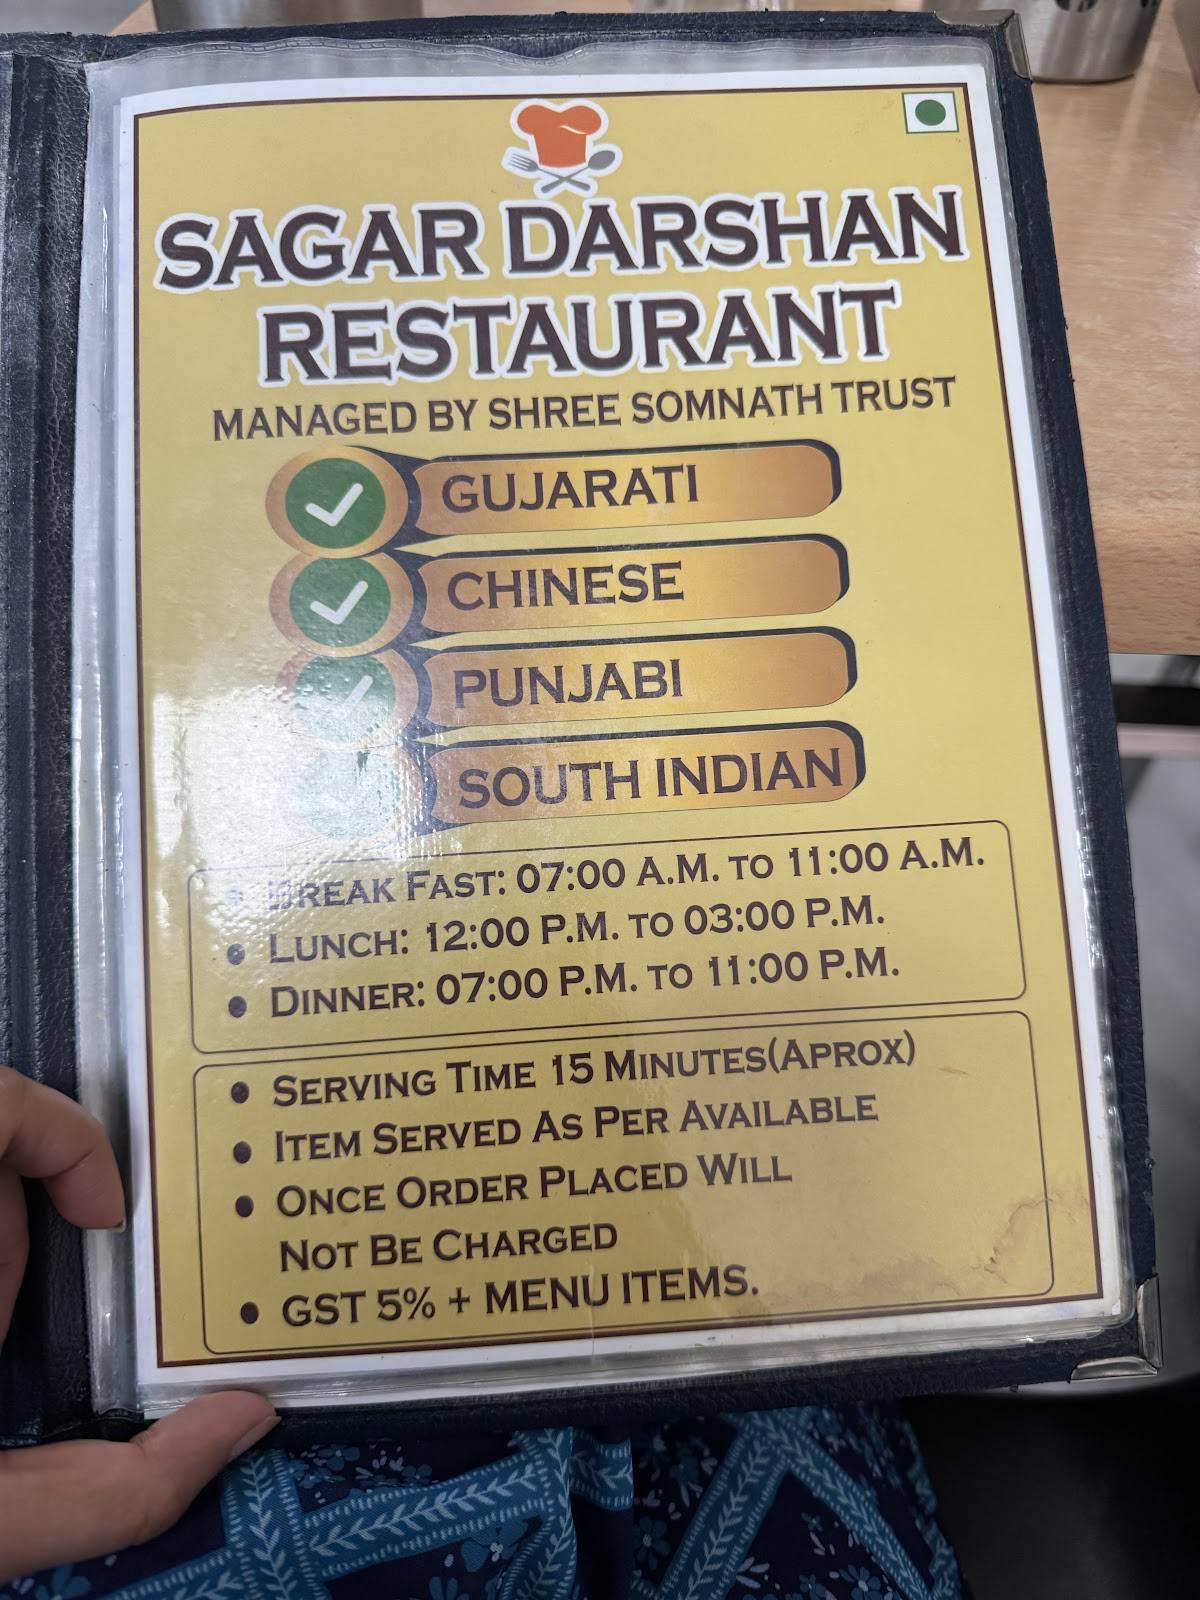 SAGAR DARSHAN
RESTAURANT
MANAGED BY SHREE SOMNATH TRUST
GUJARATI
CHINESE
PUNJABI
SOUTH INDIAN
• BREAK FAST: 07:00 A.M. TO 11:00 A.M.
• LUNCH: 12:00 P.M. TO 03:00 P.M.
• DINNER: 07:00 P.M. TO 11:00 P.M.
• SERVING TIME 15 MINUTES(APROX)
• ITEM SERVED AS PER AVAILABLE
• ONCE ORDER PLACED WILL
NOT BE CHARGED
• GST 5% + MENU ITEMS.